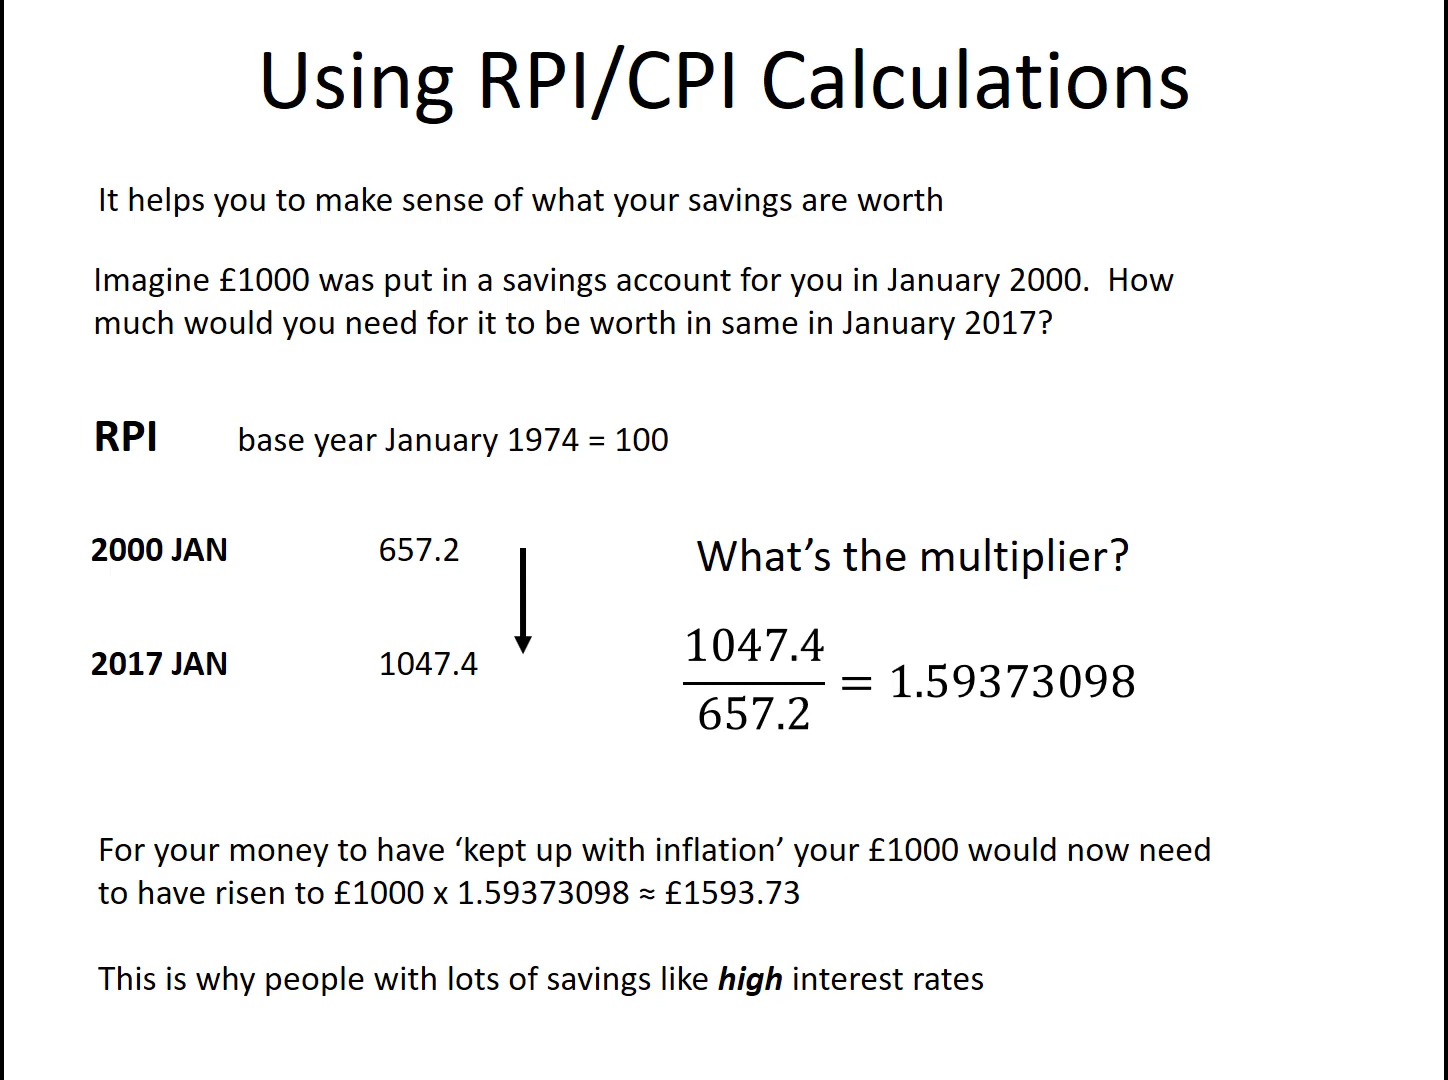 Using RPI/CPI Calculations
It helps you to make sense of what your savings are worth
Imagine £1000 was put in a savings account for you in January 2000.  How
much would you need for it to be worth in same in January 2017?
RPI base year January 1974 = 100
2000 JAN 657.2
What’s the multiplier?
2017 JAN 1047.4
1047.4
657.2
= 1.59373098
For your money to have ‘kept up with inflation’ your £1000 would now need
to have risen to £1000 x 1.59373098 ≈ £1593.73
This is why people with lots of savings like high interest rates